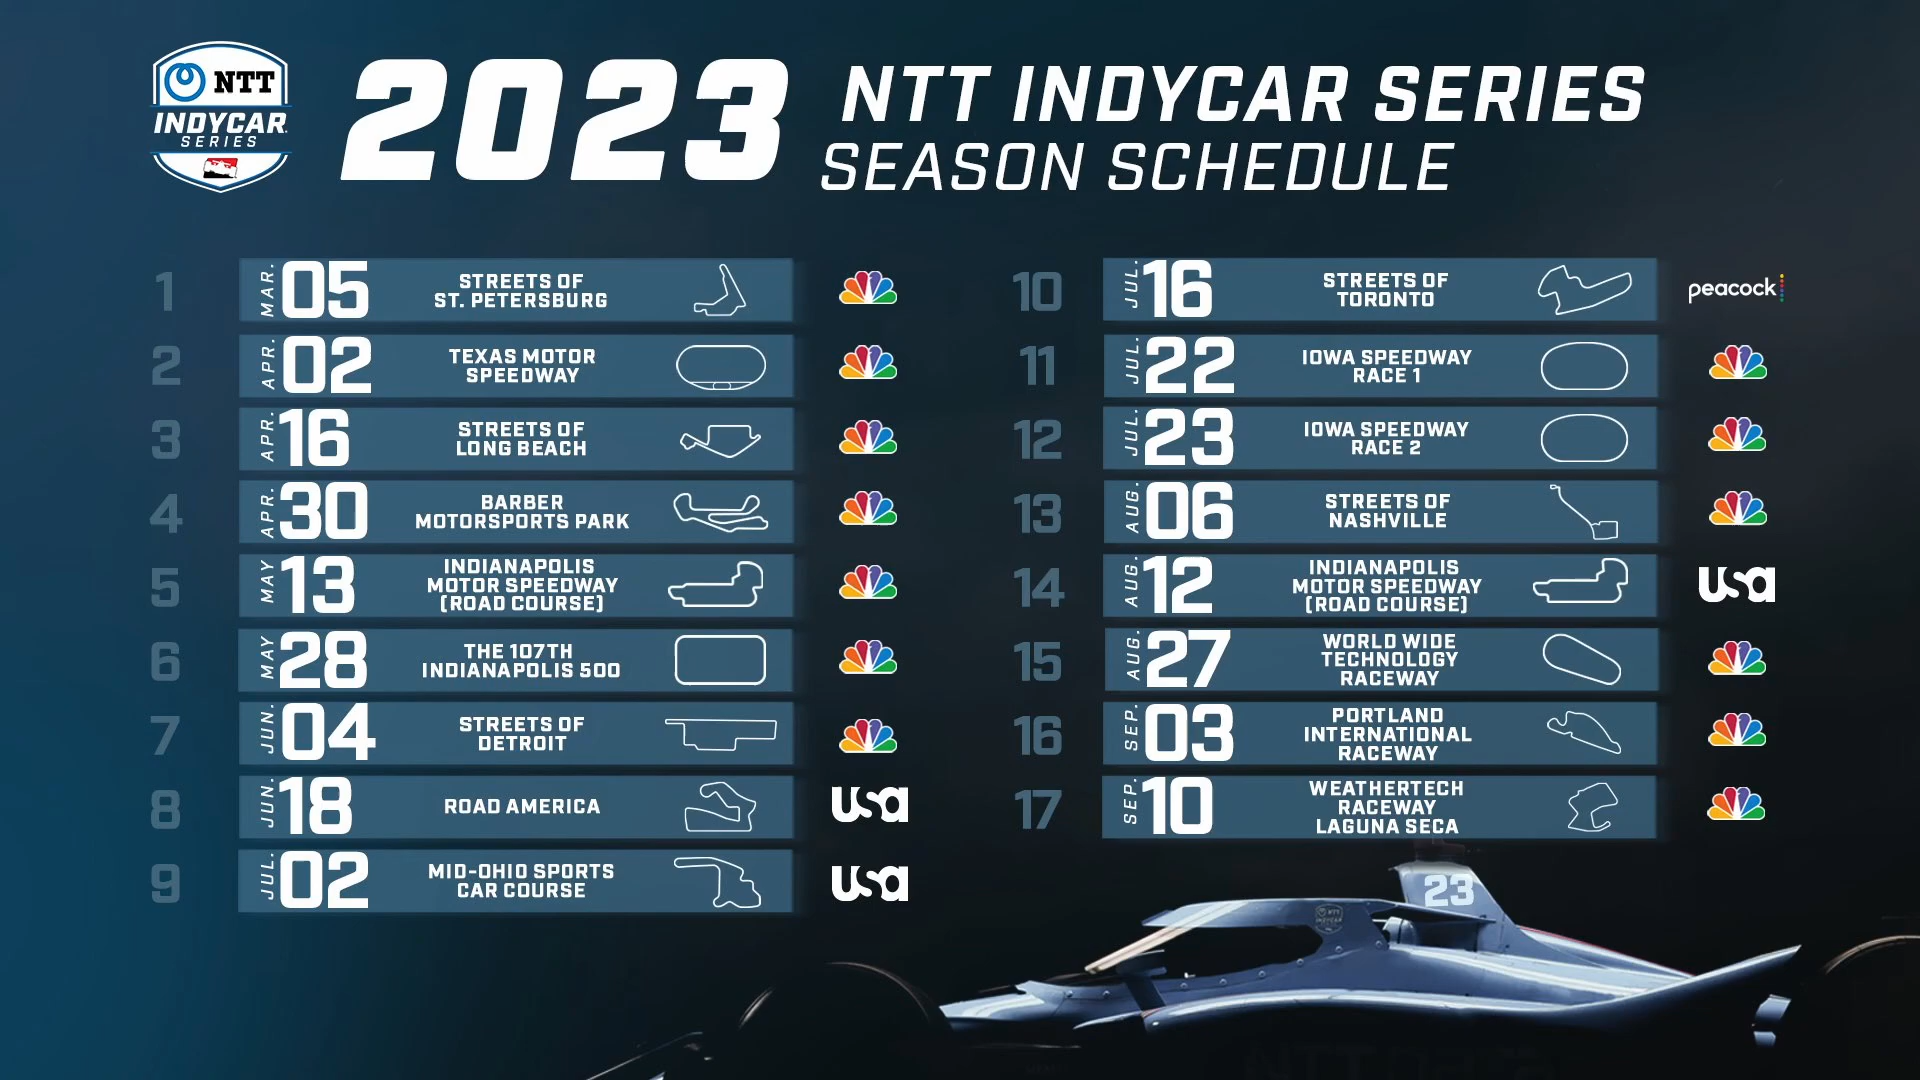 NTT
INDYCAR
SERIES
2023
NTT INDYCAR SERIES
SEASON SCHEDULE
1
MAR.
05
STREETS OF
ST. PETERSBURG
2
APR.
02
TEXAS MOTOR
SPEEDWAY
3
APR.
16
STREETS OF
LONG BEACH
4
APR.
30
BARBER
MOTORSPORTS PARK
5
MAY
13
INDIANAPOLIS
MOTOR SPEEDWAY
[ROAD COURSE]
6
MAY
28
THE 107TH
INDIANAPOLIS 500
7
JUN.
04
STREETS OF
DETROIT
8
JUN.
18
ROAD AMERICA
usa
9
JUL.
02
MID-OHIO SPORTS
CAR COURSE
usa
10
JUL.
16
STREETS OF
TORONTO
peacock
11
JUL.
22
IOWA SPEEDWAY
RACE 1
12
JUL.
23
IOWA SPEEDWAY
RACE 2
13
AUG.
06
STREETS OF
NASHVILLE
14
AUG.
12
INDIANAPOLIS
MOTOR SPEEDWAY
[ROAD COURSE]
usa
15
AUG.
27
WORLD WIDE
TECHNOLOGY
RACEWAY
16
SEP.
03
PORTLAND
INTERNATIONAL
RACEWAY
17
SEP.
10
WEATHERTECH
RACEWAY
LAGUNA SECA
23
NTT
INDYCAR